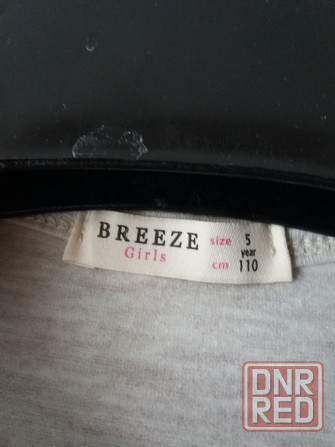 BREEZE
Girls
size 5
year
cm 110
DNR
RED